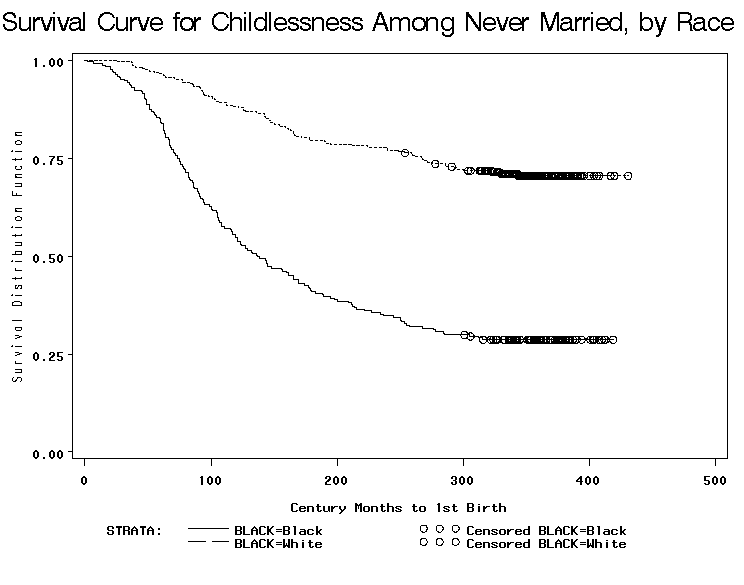 Survival Curve for Childlessness Among Never Married, by Race
Survival Distribution Function
1.00
0.75
0.50
0.25
0.00
0 100 200 300 400 500
Century Months to 1st Birth
STRATA: BLACK=Black Censored BLACK=Black
BLACK=White Censored BLACK=White